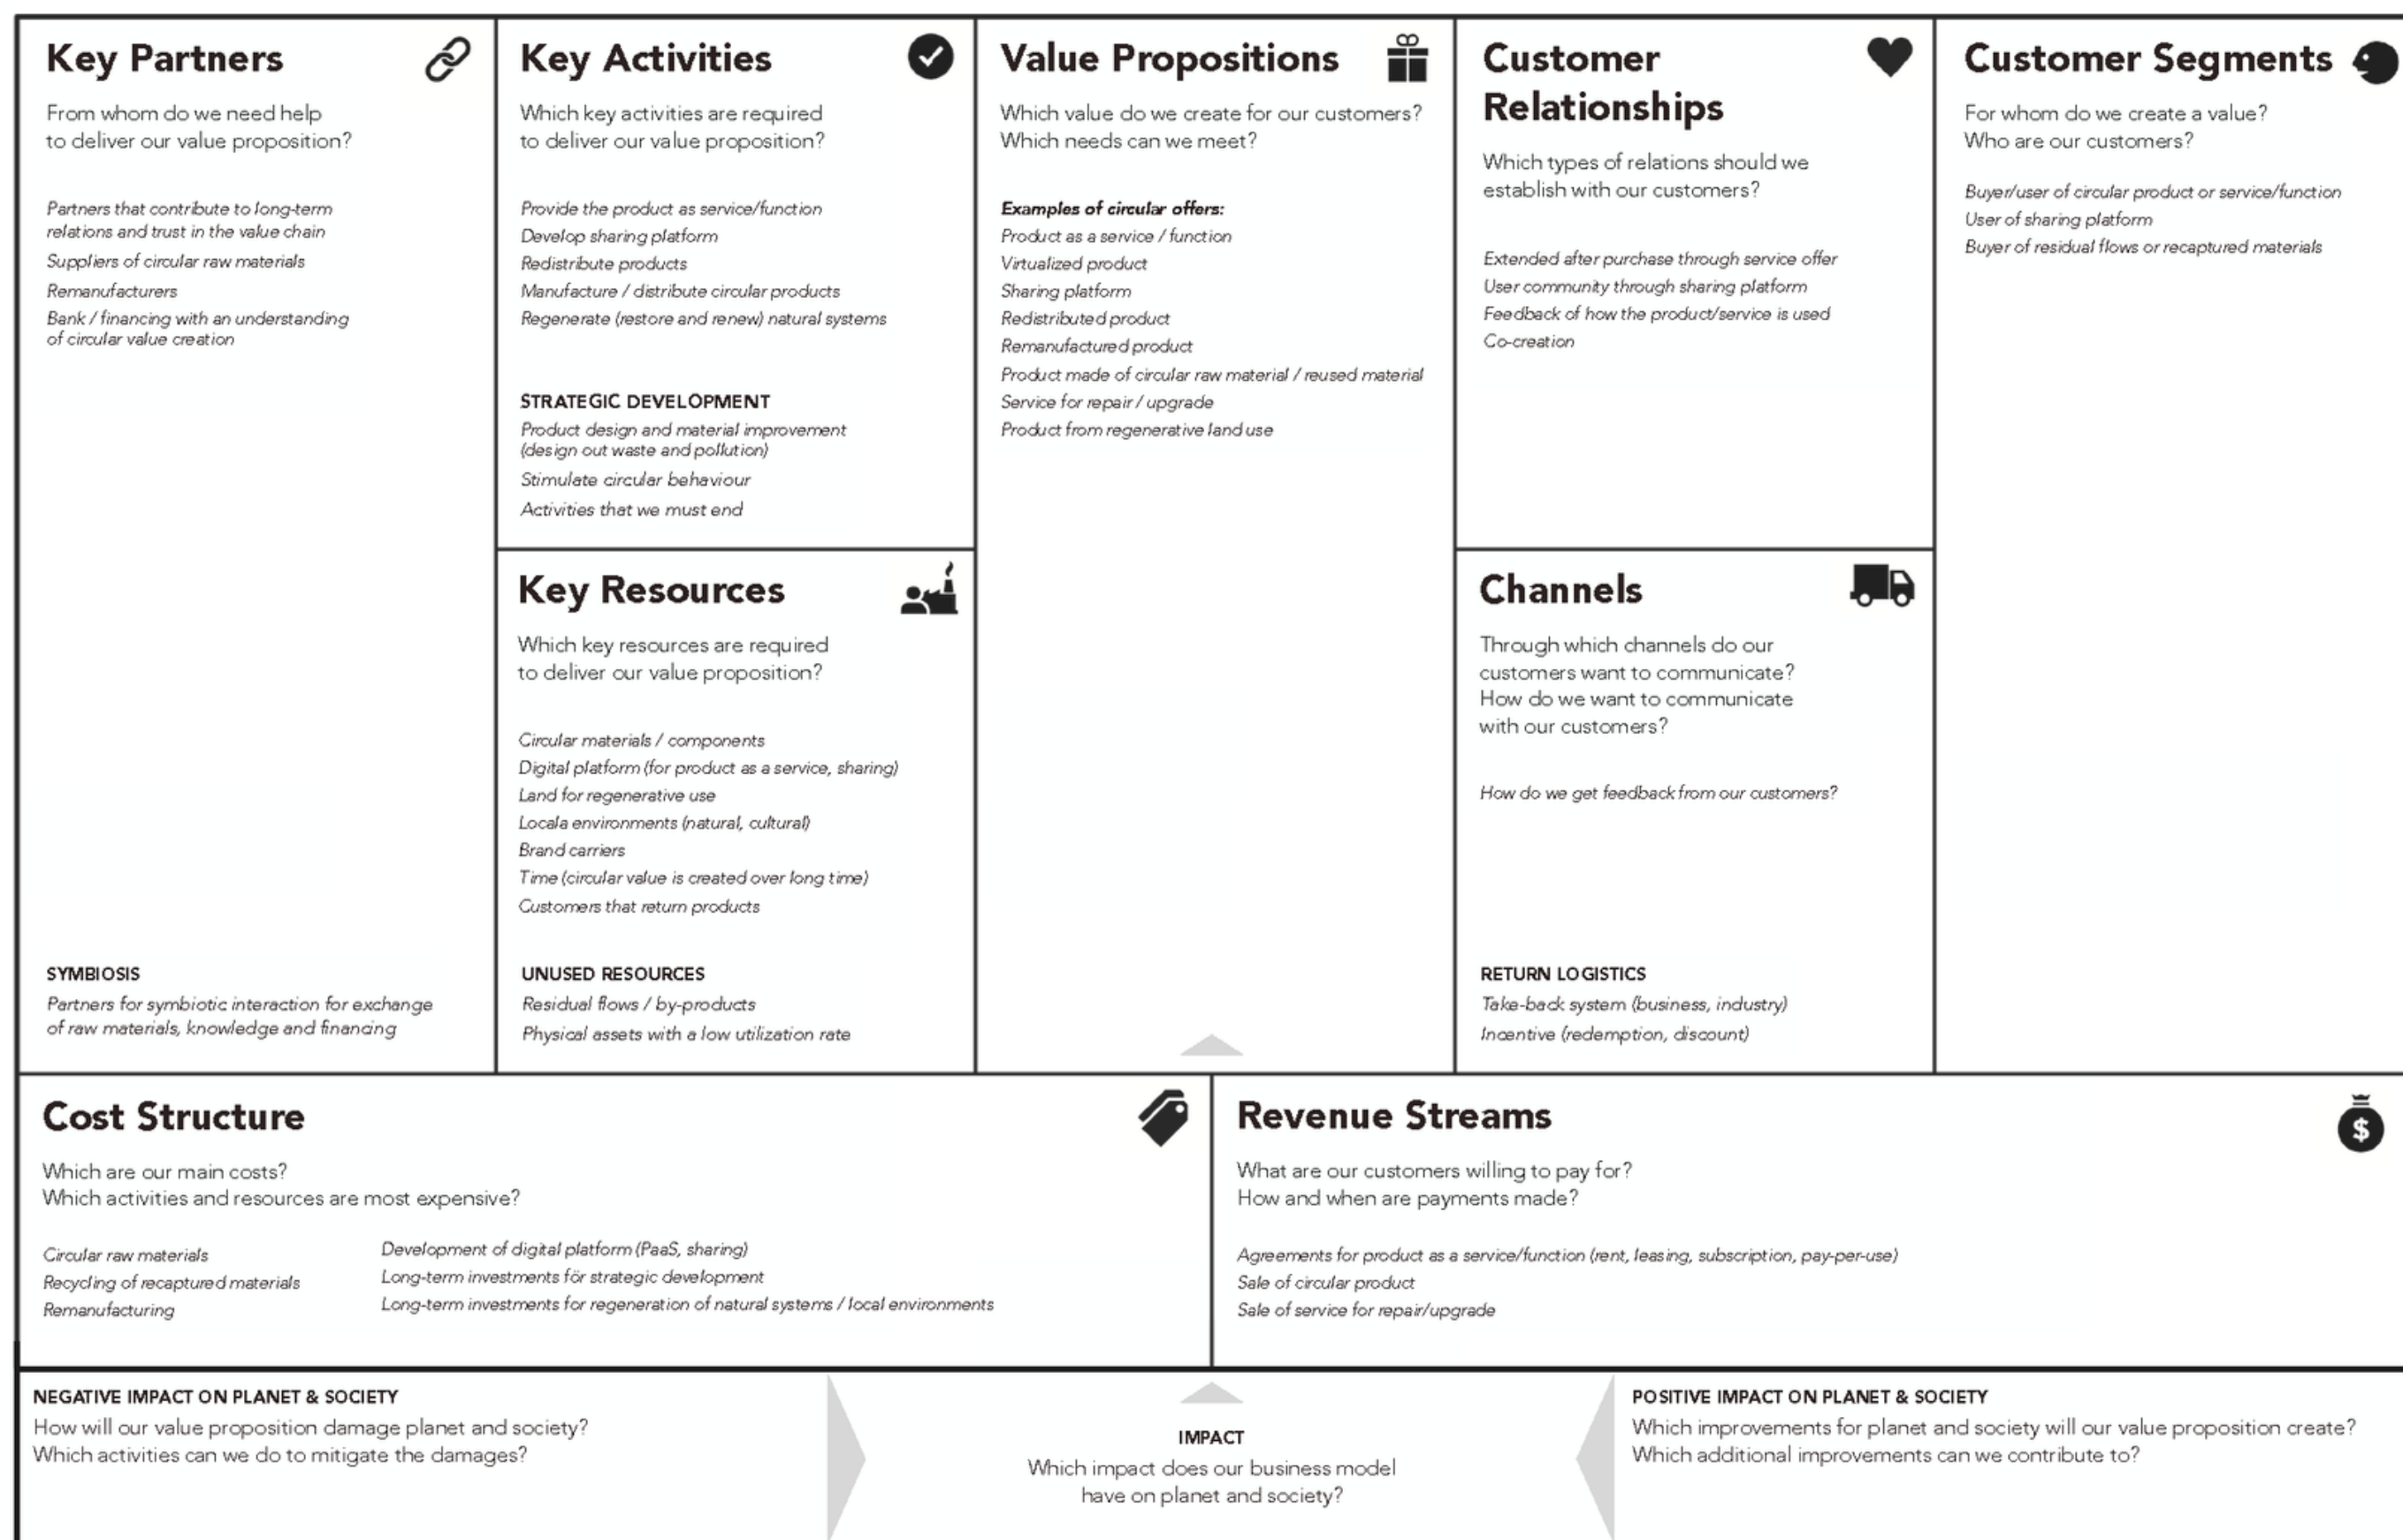 Key Partners
From whom do we need help
to deliver our value proposition?
Partners that contribute to long-term
relations and trust in the value chain
Suppliers of circular raw materials
Remanufacturers
Bank / financing with an understanding
of circular value creation
SYMBIOSIS
Partners for symbiotic interaction for exchange
of raw materials, knowledge and financing
Key Activities
Which key activities are required
to deliver our value proposition?
Provide the product as service/function
Develop sharing platform
Redistribute products
Manufacture / distribute circular products
Regenerate (restore and renew) natural systems
STRATEGIC DEVELOPMENT
Product design and material improvement
(design out waste and pollution)
Stimulate circular behaviour
Activities that we must end
Key Resources
Which key resources are required
to deliver our value proposition?
Circular materials / components
Digital platform (for product as a service, sharing)
Land for regenerative use
Locala environments (natural, cultural)
Brand carriers
Time (circular value is created over long time)
Customers that return products
UNUSED RESOURCES
Residual flows / by-products
Physical assets with a low utilization rate
Value Propositions
Which value do we create for our customers?
Which needs can we meet?
Examples of circular offers:
Product as a service / function
Virtualized product
Sharing platform
Redistributed product
Remanufactured product
Product made of circular raw material / reused material
Service for repair / upgrade
Product from regenerative land use
Customer
Relationships
Which types of relations should we
establish with our customers?
Extended after purchase through service offer
User community through sharing platform
Feedback of how the product/service is used
Co-creation
Channels
Through which channels do our
customers want to communicate?
How do we want to communicate
with our customers?
How do we get feedback from our customers?
RETURN LOGISTICS
Take-back system (business, industry)
Incentive (redemption, discount)
Customer Segments
For whom do we create a value?
Who are our customers?
Buyer/user of circular product or service/function
User of sharing platform
Buyer of residual flows or recaptured materials
Cost Structure
Which are our main costs?
Which activities and resources are most expensive?
Circular raw materials
Recycling of recaptured materials
Remanufacturing
Development of digital platform (PaaS, sharing)
Long-term investments för strategic development
Long-term investments for regeneration of natural systems / local environments
Revenue Streams
$
What are our customers willing to pay for?
How and when are payments made?
Agreements for product as a service/function (rent, leasing, subscription, pay-per-use)
Sale of circular product
Sale of service for repair/upgrade
NEGATIVE IMPACT ON PLANET & SOCIETY
How will our value proposition damage planet and society?
Which activities can we do to mitigate the damages?
IMPACT
Which impact does our business model
have on planet and society?
POSITIVE IMPACT ON PLANET & SOCIETY
Which improvements for planet and society will our value proposition create?
Which additional improvements can we contribute to?